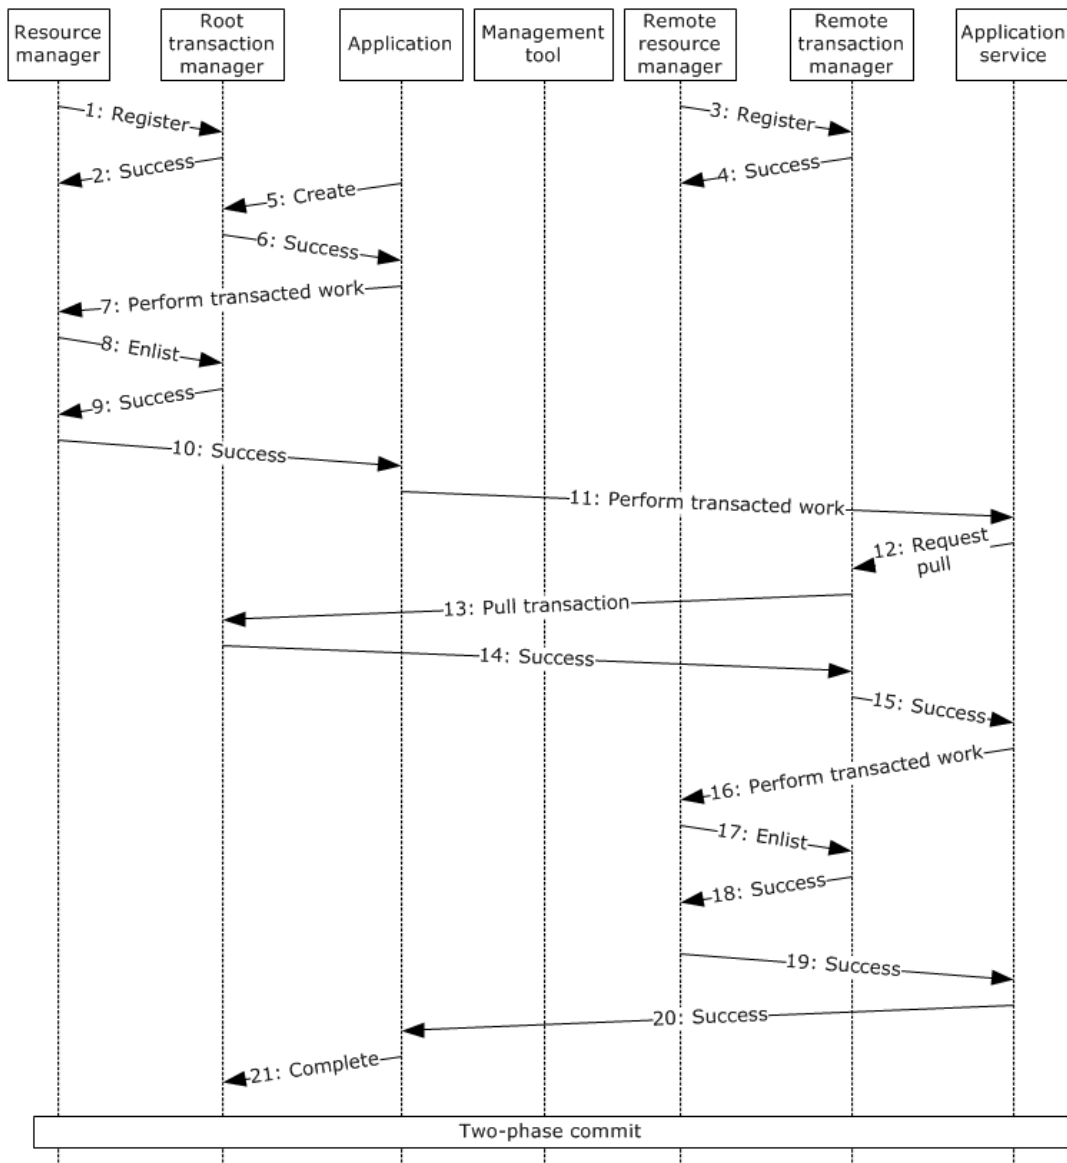 Resource
manager
Root
transaction
manager
Application
Management
tool
Remote
resource
manager
Remote
transaction
manager
Application
service
1: Register
3: Register
2: Success
4: Success
5: Create
6: Success
7: Perform transacted work
8: Enlist
9: Success
10: Success
11: Perform transacted work
12: Request
pull
13: Pull transaction
14: Success
15: Success
16: Perform transacted work
17: Enlist
18: Success
19: Success
20: Success
21: Complete
Two-phase commit